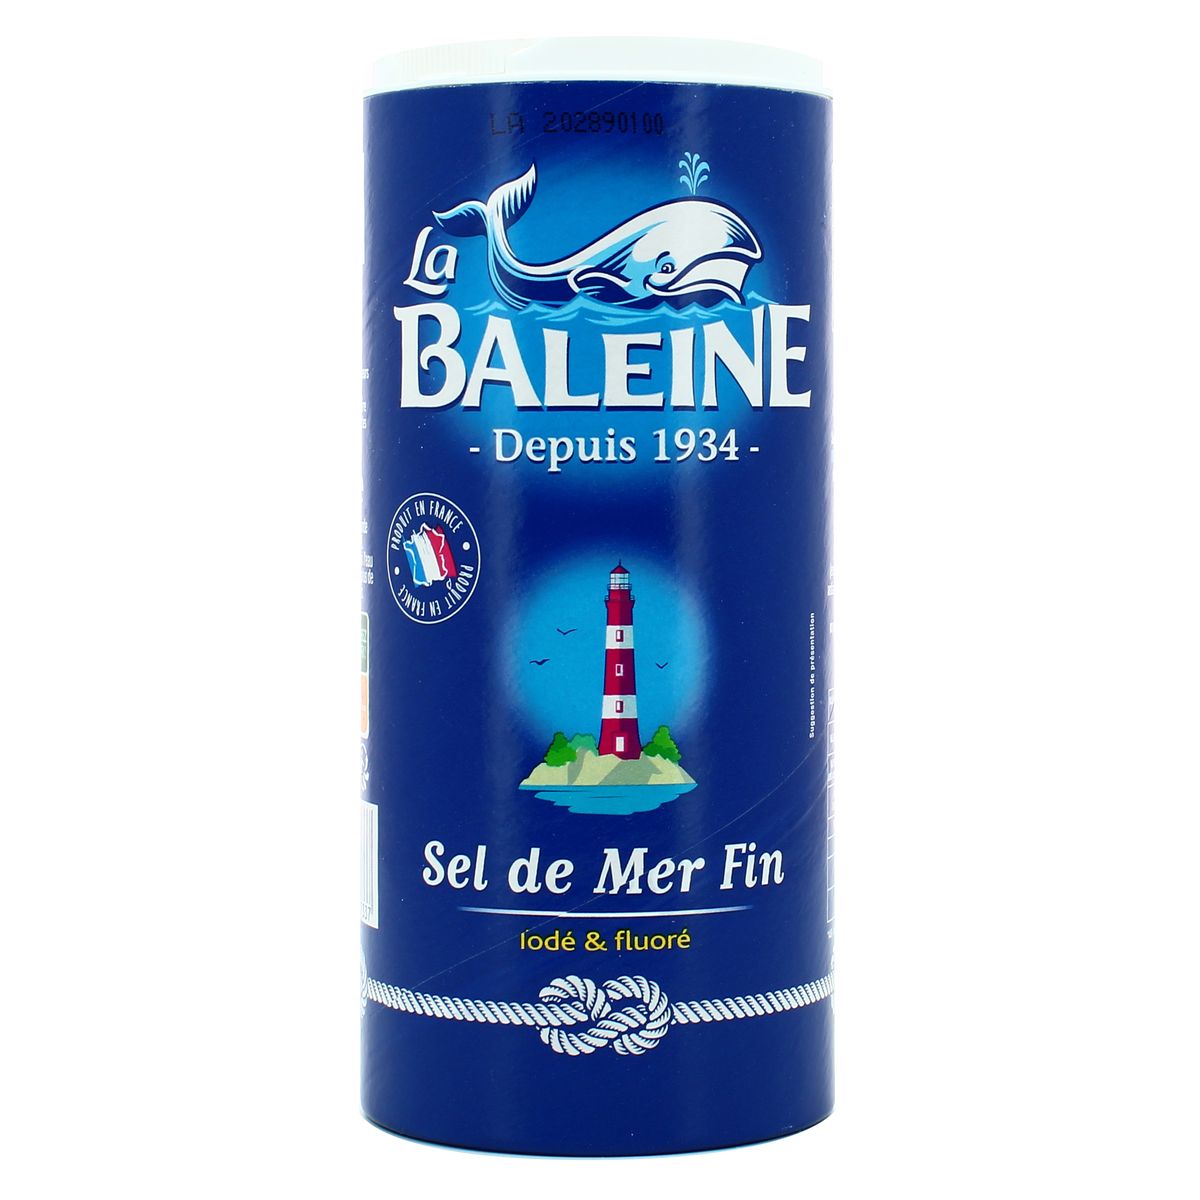 LA 202890100
La
BALEINE
- Depuis 1934 -
PRODUIT EN FRANCE • PRODUIT EN FRANCE •
Suggestion de présentation
Sel de Mer Fin
Iodé & fluoré